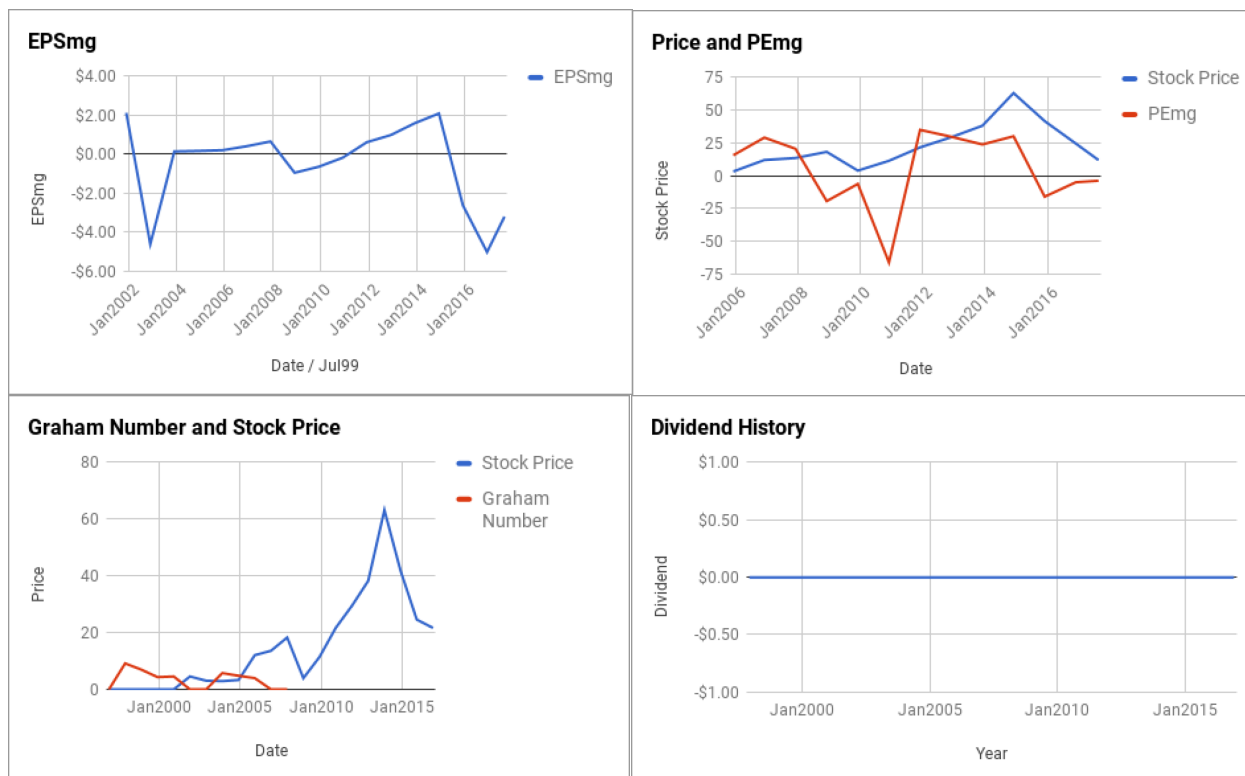 EPSmg
EPSmg
$4.00
$2.00
$0.00
-$2.00
-$4.00
-$6.00
EPSmg
Jan2002
Jan2004
Jan2006
Jan2008
Jan2010
Jan2012
Jan2014
Jan2016
Date / Jul99
Price and PEmg
Stock Price
PEmg
75
50
25
0
-25
-50
-75
Stock Price
Jan2006
Jan2008
Jan2010
Jan2012
Jan2014
Jan2016
Date
Graham Number and Stock Price
Stock Price
Graham
Number
80
60
40
20
0
Price
Jan2000
Jan2005
Jan2010
Jan2015
Date
Dividend History
$1.00
$0.50
$0.00
-$0.50
-$1.00
Dividend
Jan2000
Jan2005
Jan2010
Jan2015
Year